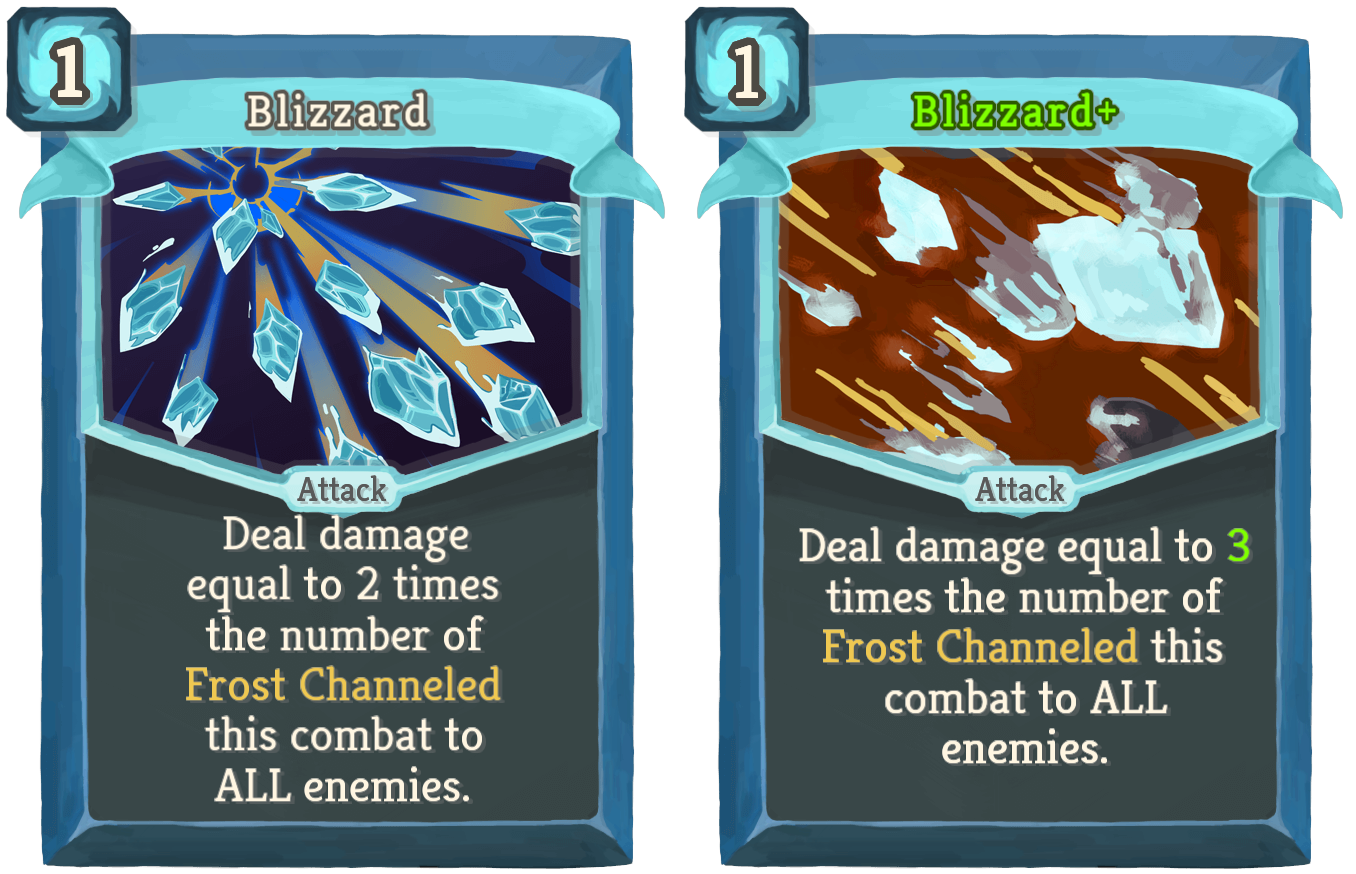 1
Blizzard
Attack
Deal damage
equal to 2 times
the number of
Frost Channeled
this combat to
ALL enemies.
1
Blizzard+
Attack
Deal damage equal to 3
times the number of
Frost Channeled this
combat to ALL
enemies.